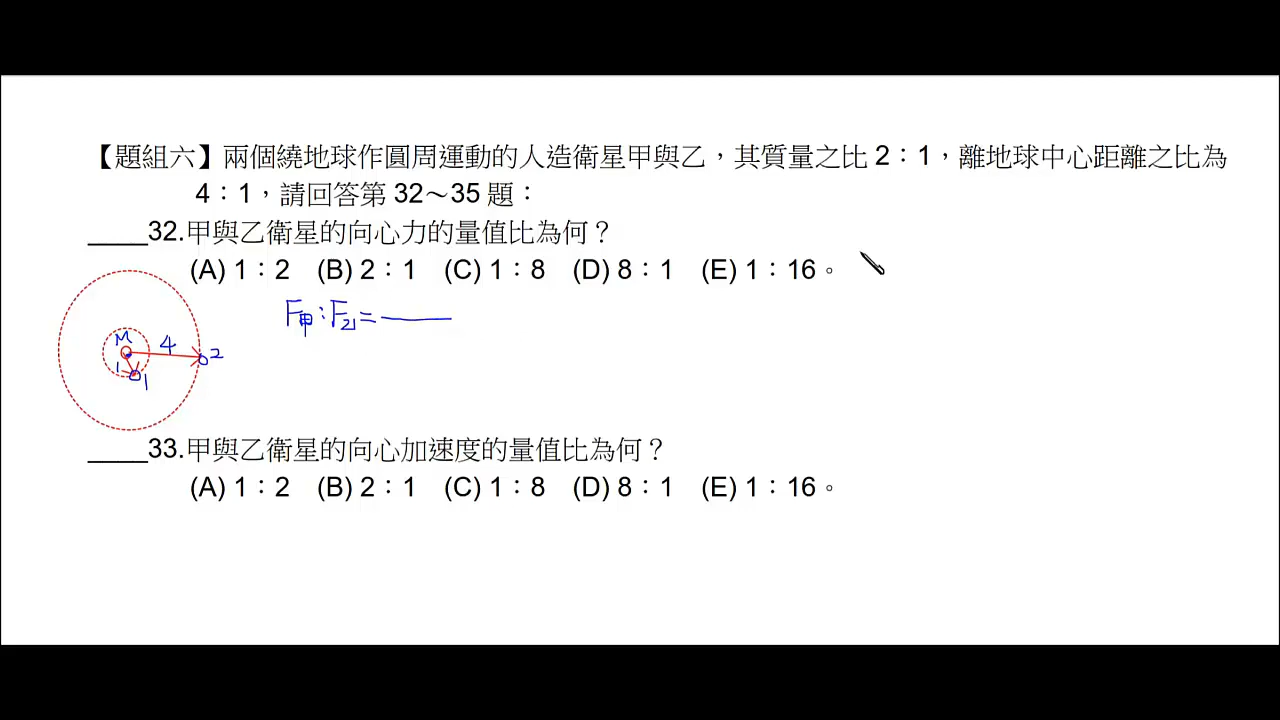 【題組六】兩個繞地球作圓周運動的人造衛星甲與乙，其質量之比 2：1，離地球中心距離之比為
4：1，請回答第 32～35 題：
____32.甲與乙衛星的向心力的量值比為何？
(A) 1：2 (B) 2：1 (C) 1：8 (D) 8：1 (E) 1：16。
F甲:F乙=
M
4
2
1
1
____33.甲與乙衛星的向心加速度的量值比為何？
(A) 1：2 (B) 2：1 (C) 1：8 (D) 8：1 (E) 1：16。